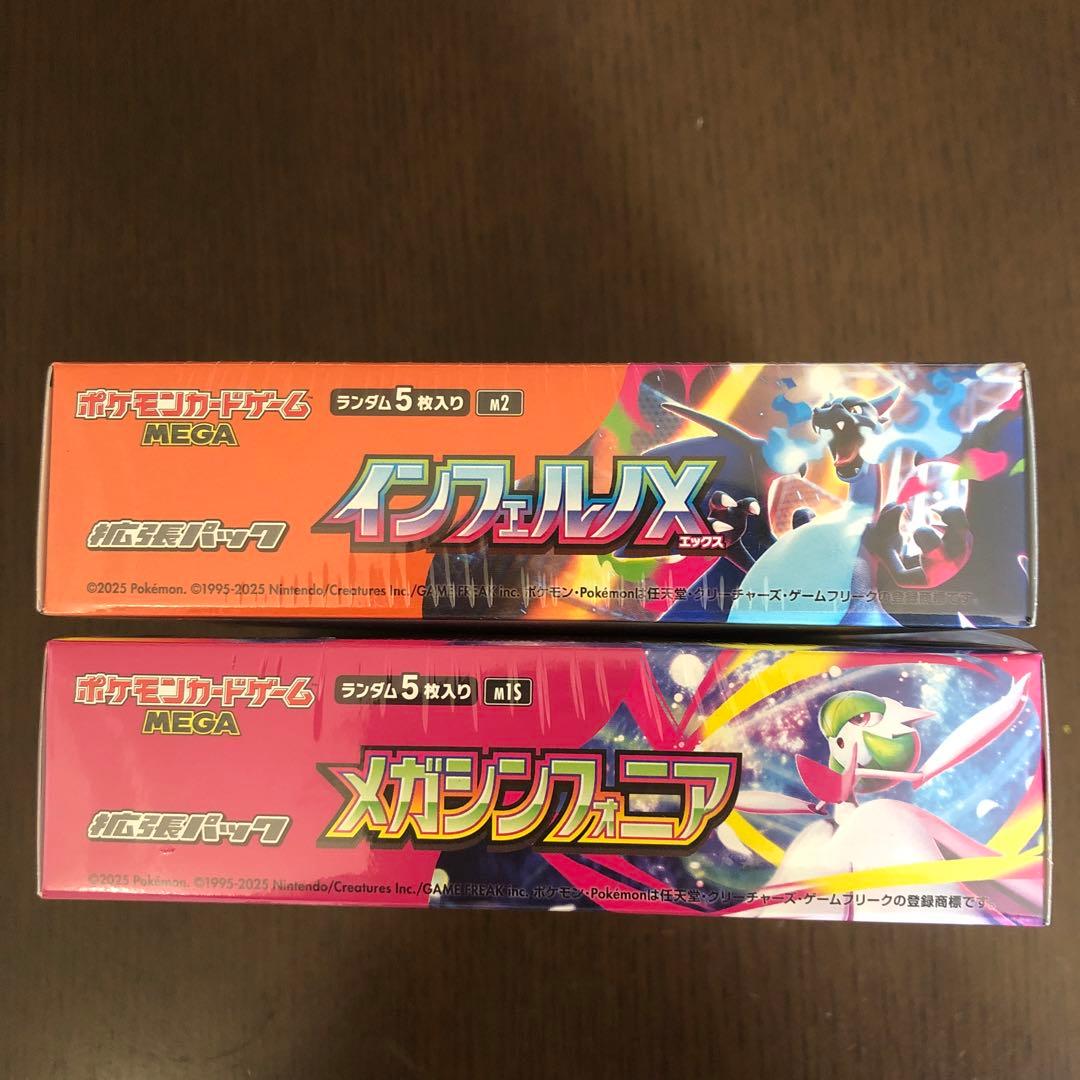 ポケモンカードゲーム™
MEGA
ランダム5枚入り
M2
インフェルノX
エックス
拡張パック
©2025 Pokémon. ©1995-2025 Nintendo/Creatures Inc./GAME FREAK inc. ポケモン・Pokémonは任天堂・クリーチャーズ・ゲームフリークの登録商標です。
ポケモンカードゲーム
MEGA
ランダム5枚入り
M1S
メガシンフォニア
拡張パック
©2025 Pokémon. ©1995-2025 Nintendo/Creatures Inc./GAME FREAK inc. ポケモン・Pokémonは任天堂・クリーチャーズ・ゲームフリークの登録商標です。